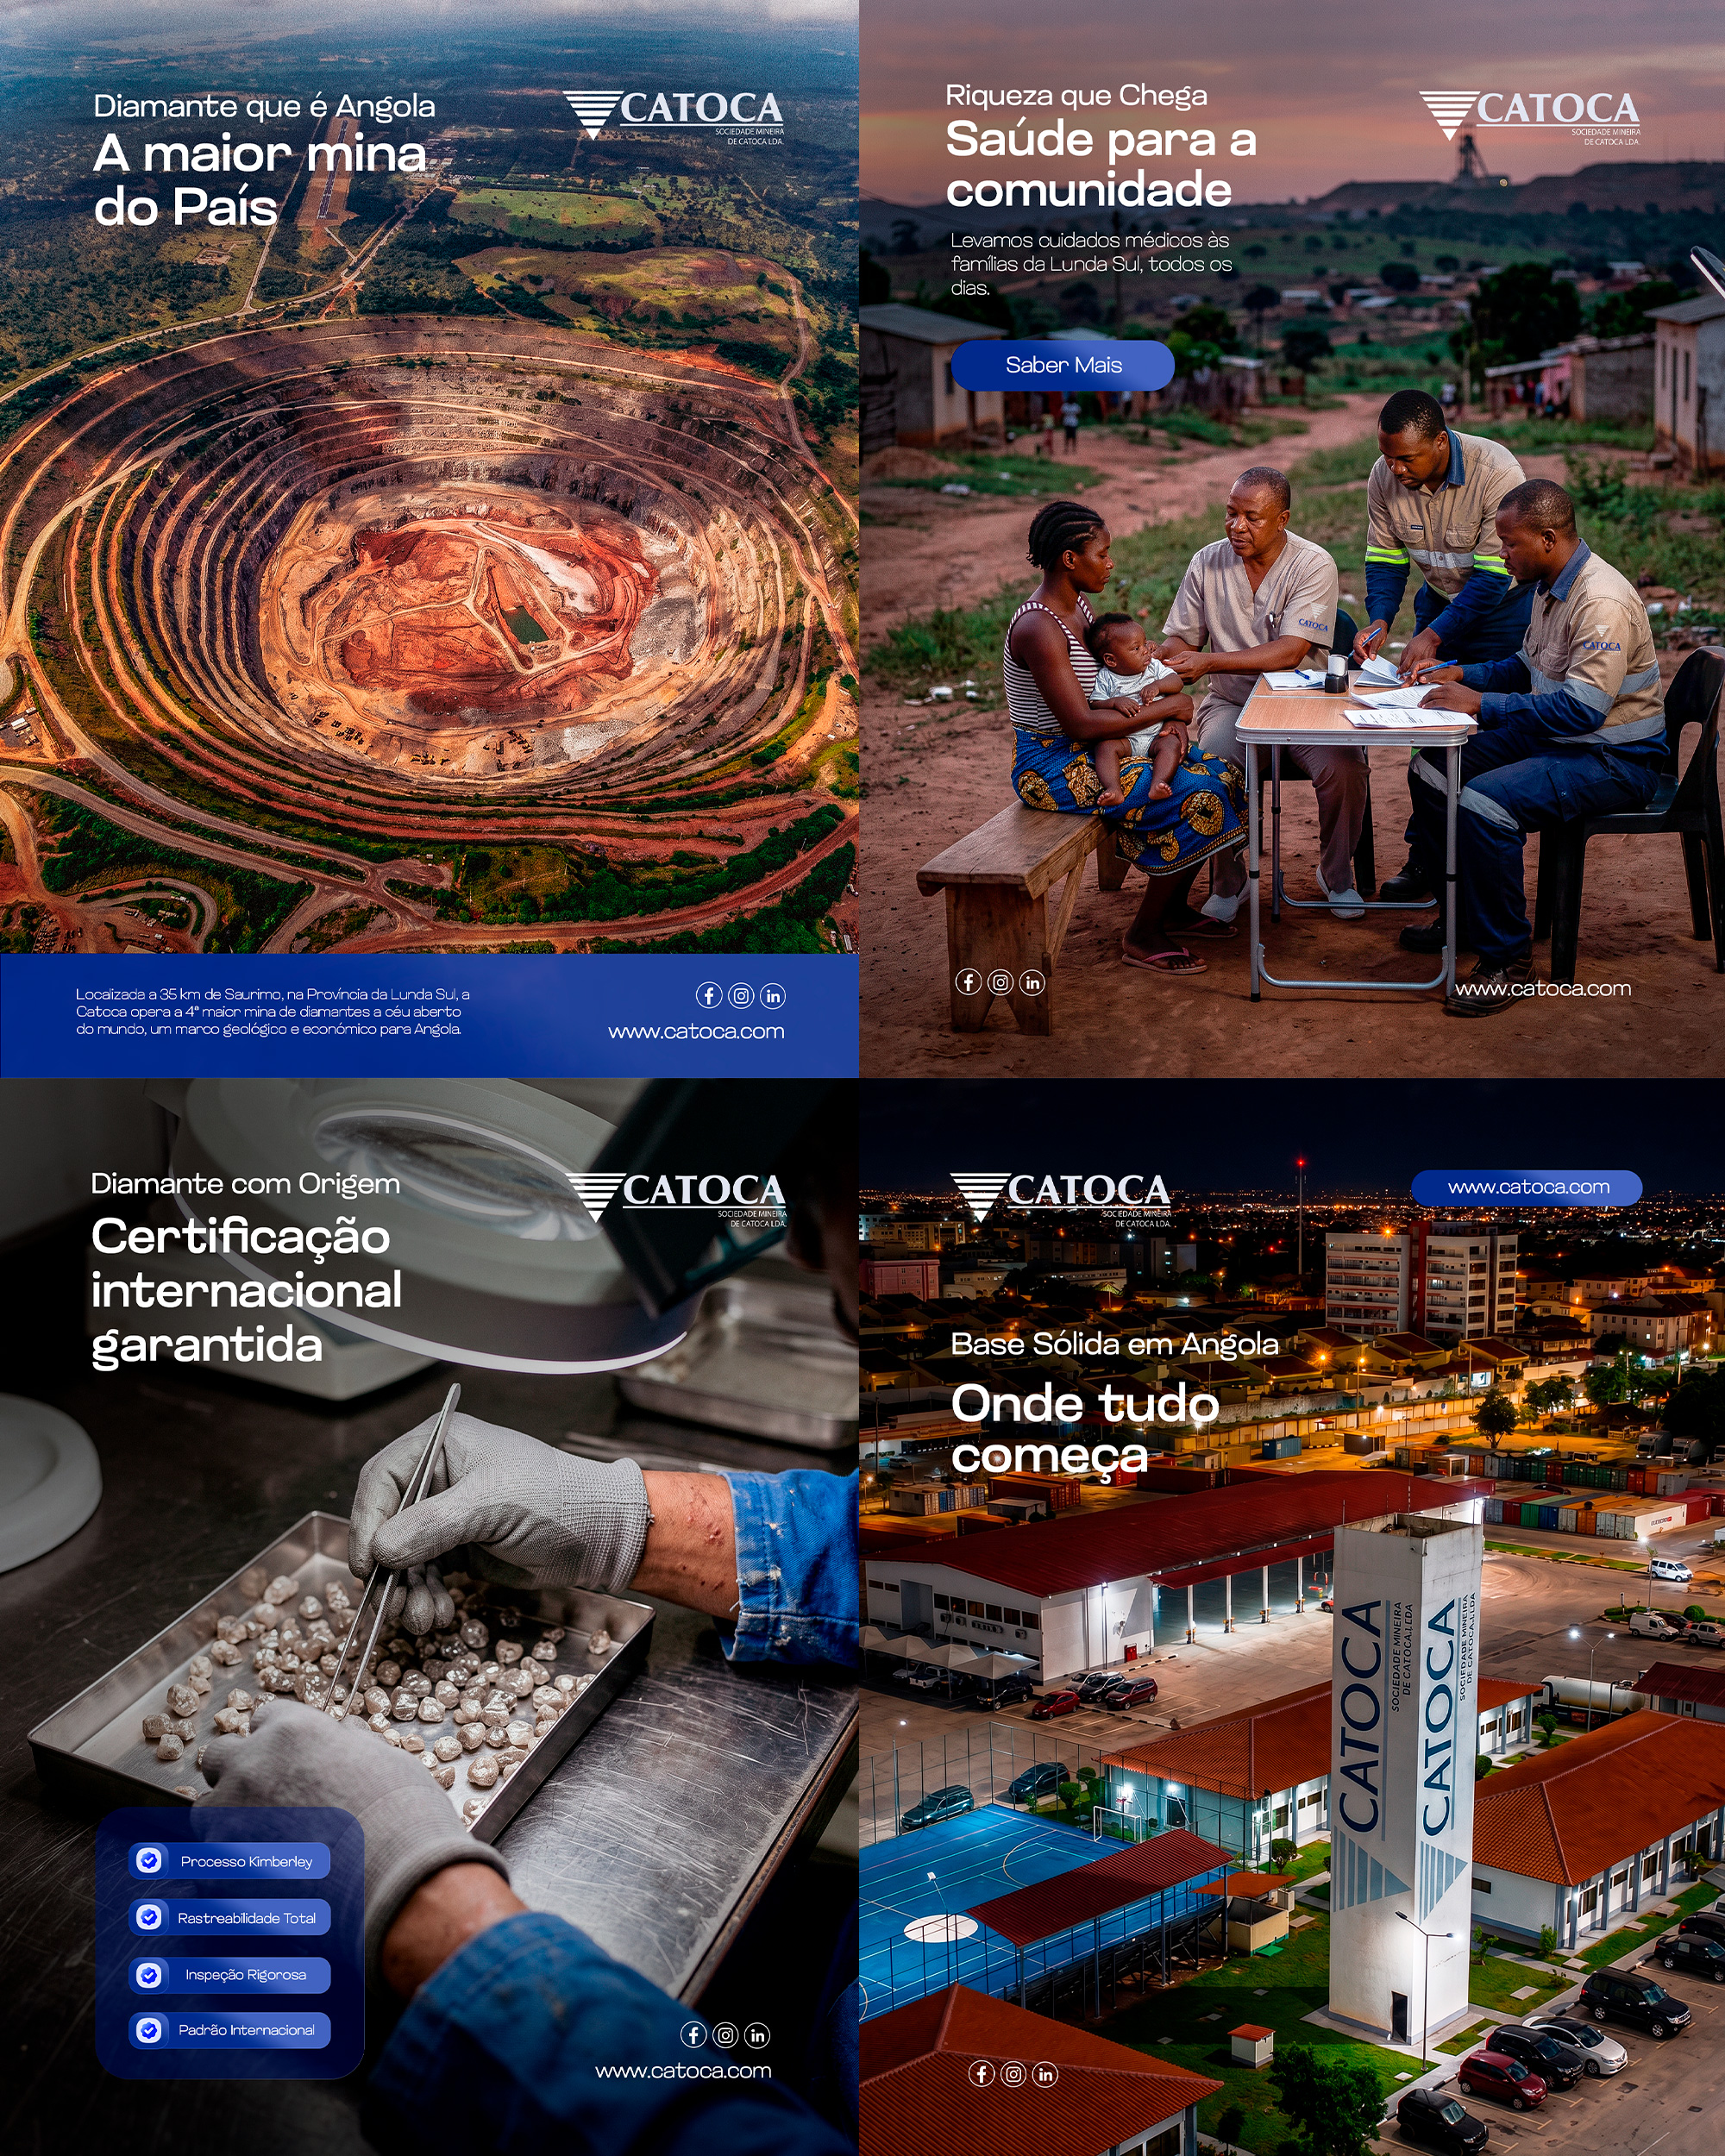 Diamante que é Angola
A maior mina
do País
CATOCA
SOCIEDADE MINEIRA
DE CATOCA LDA.
Localizada a 35 km de Saurimo, na Província da Lunda Sul, a
Catoca opera a 4ª maior mina de diamantes a céu aberto
do mundo, um marco geológico e económico para Angola.
www.catoca.com
Riqueza que Chega
Saúde para a
comunidade
CATOCA
SOCIEDADE MINEIRA
DE CATOCA LDA.
Levamos cuidados médicos às
famílias da Lunda Sul, todos os
dias.
Saber Mais
CATOCA
CATOCA
www.catoca.com
Diamante com Origem
Certificação
internacional
garantida
CATOCA
SOCIEDADE MINEIRA
DE CATOCA LDA.
Processo Kimberley
Rastreabilidade Total
Inspeção Rigorosa
Padrão Internacional
www.catoca.com
CATOCA
SOCIEDADE MINEIRA
DE CATOCA LDA.
www.catoca.com
Base Sólida em Angola
Onde tudo
começa
CATOCA
SOCIEDADE MINEIRA
DE CATOCA.LDA
CATOCA
SOCIEDADE MINEIRA
DE CATOCA.LDA